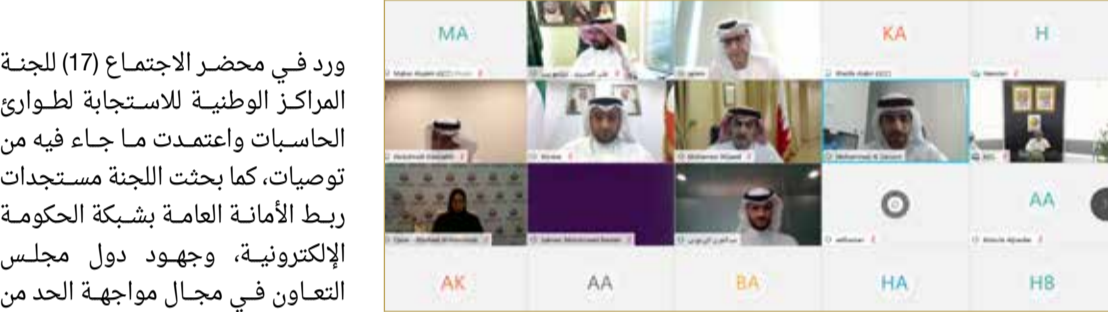 ورد في محضر الاجتماع (17) للجنة
المراكز الوطنية للاستجابة لطوارئ
الحاسبات واعتمدت ما جاء فيه من
توصيات، كما بحثت اللجنة مستجدات
ربط الأمانة العامة بشبكة الحكومة
الإلكترونية، وجهود دول مجلس
التعاون في مجال مواجهة الحد من
MA
KA
H
AA
AK
AA
BA
HA
HB